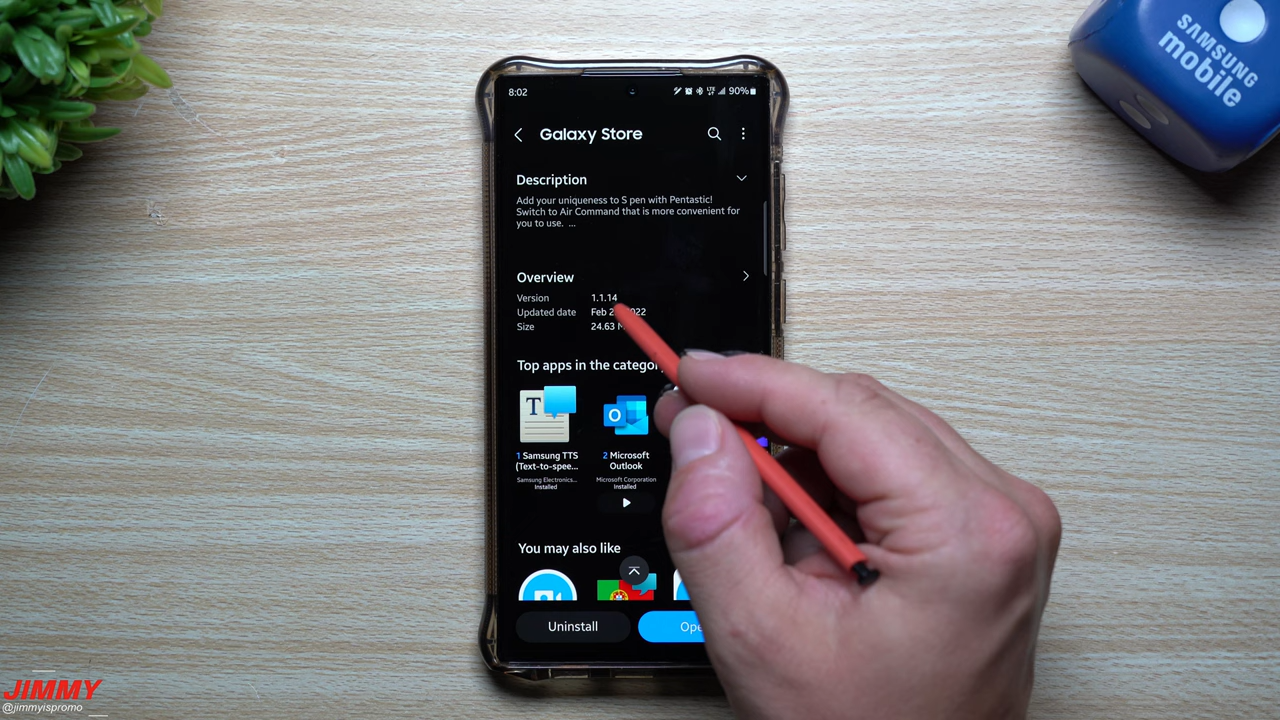 SAMSUNG
mobile
8:02
LTE
90%
Galaxy Store
Description
Add your uniqueness to S pen with Pentastic!
Switch to Air Command that is more convenient for
you to use. ...
Overview
Version 1.1.14
Updated date Feb 2 022
Size 24.63
Top apps in the categor
T
O
1 Samsung TTS
(Text-to-spee...
Samsung Electronics...
Installed
2 Microsoft
Outlook
Microsoft Corporation
Installed
You may also like
Uninstall
Ope
JIMMY
@jimmyispromo